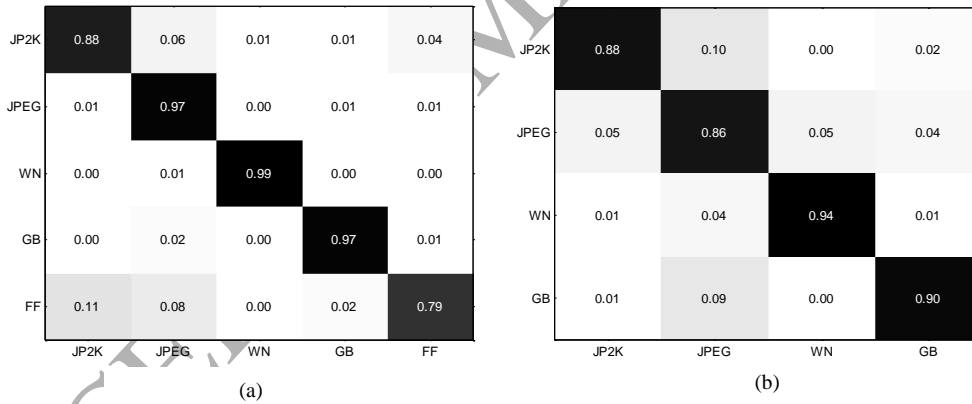 JP2K 0.88 0.06 0.01 0.01 0.04
JPEG 0.01 0.97 0.00 0.01 0.01
WN 0.00 0.01 0.99 0.00 0.00
GB 0.00 0.02 0.00 0.97 0.01
FF 0.11 0.08 0.00 0.02 0.79
JP2K JPEG WN GB FF
(a)
JP2K 0.88 0.10 0.00 0.02
JPEG 0.05 0.86 0.05 0.04
WN 0.01 0.04 0.94 0.01
GB 0.01 0.09 0.00 0.90
JP2K JPEG WN GB
(b)